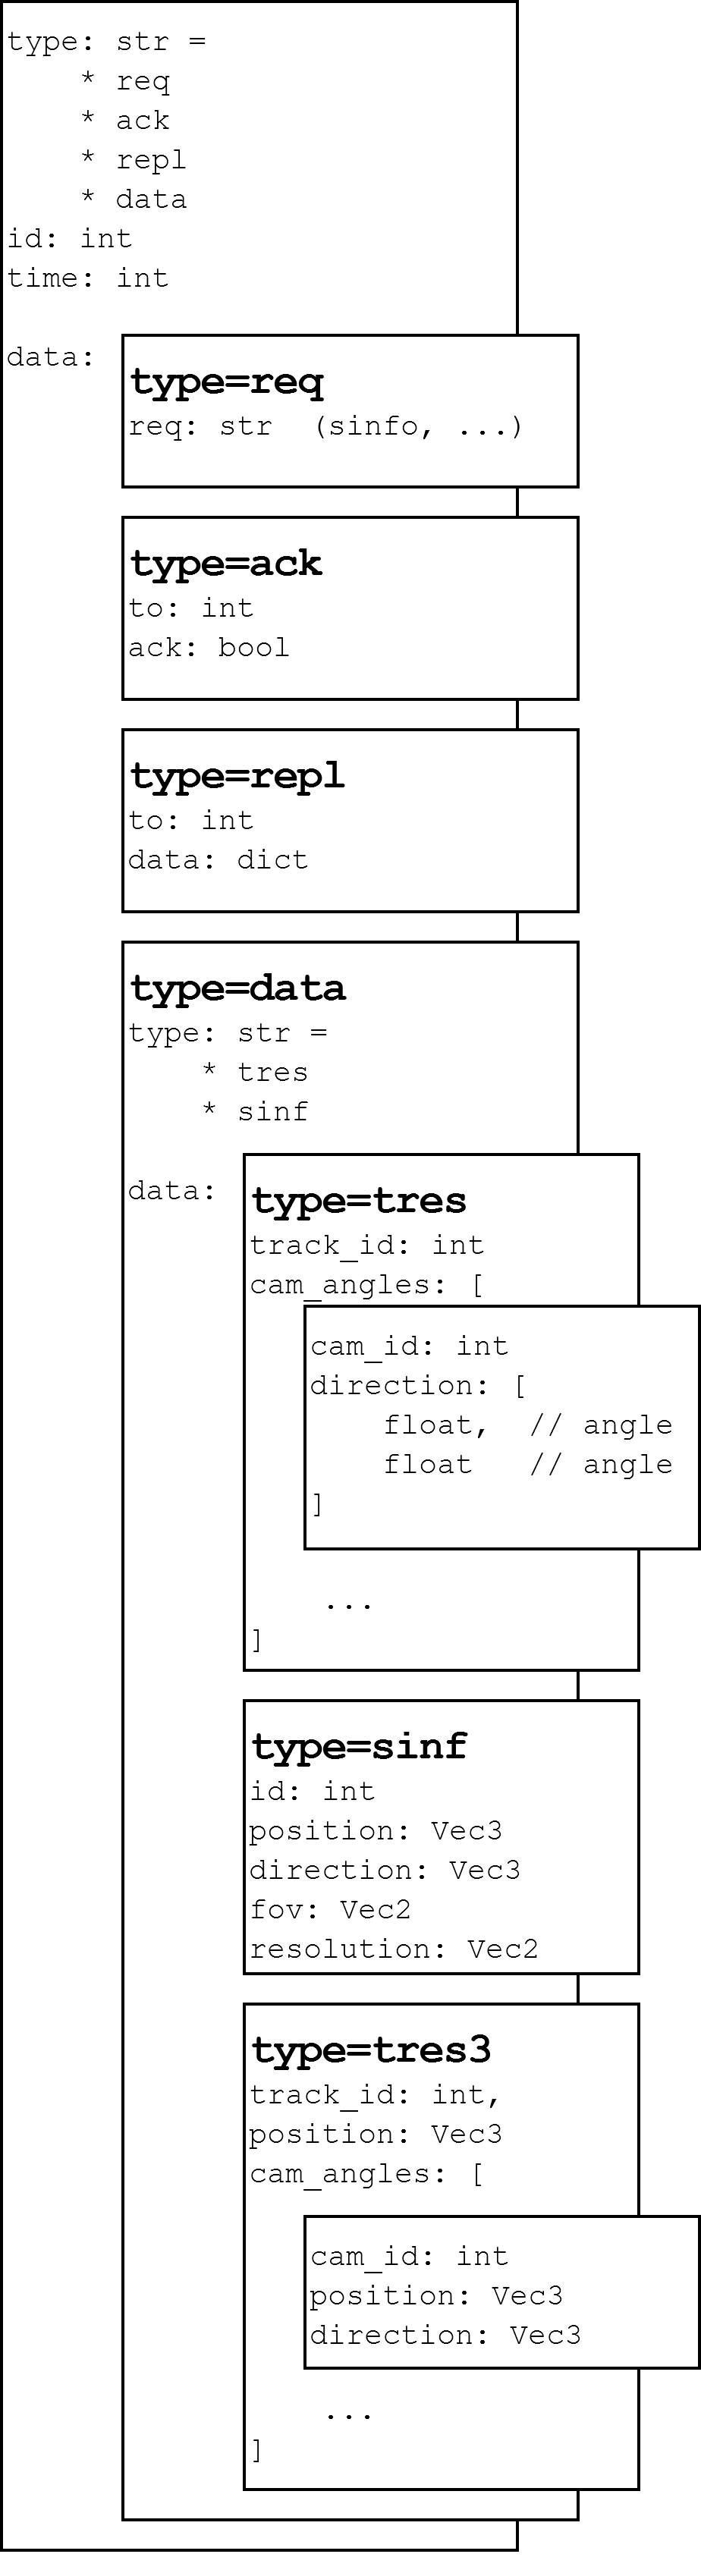 type: str =
    * req
    * ack
    * repl
    * data
id: int
time: int
data:
type=req
req: str  (sinfo, ...)
type=ack
to: int
ack: bool
type=repl
to: int
data: dict
type=data
type: str =
    * tres
    * sinf
data:
type=tres
track_id: int
cam_angles: [
cam_id: int
direction: [
    float,  // angle
    float   // angle
]
...
]
type=sinf
id: int
position: Vec3
direction: Vec3
fov: Vec2
resolution: Vec2
type=tres3
track_id: int,
position: Vec3
cam_angles: [
cam_id: int
position: Vec3
direction: Vec3
...
]